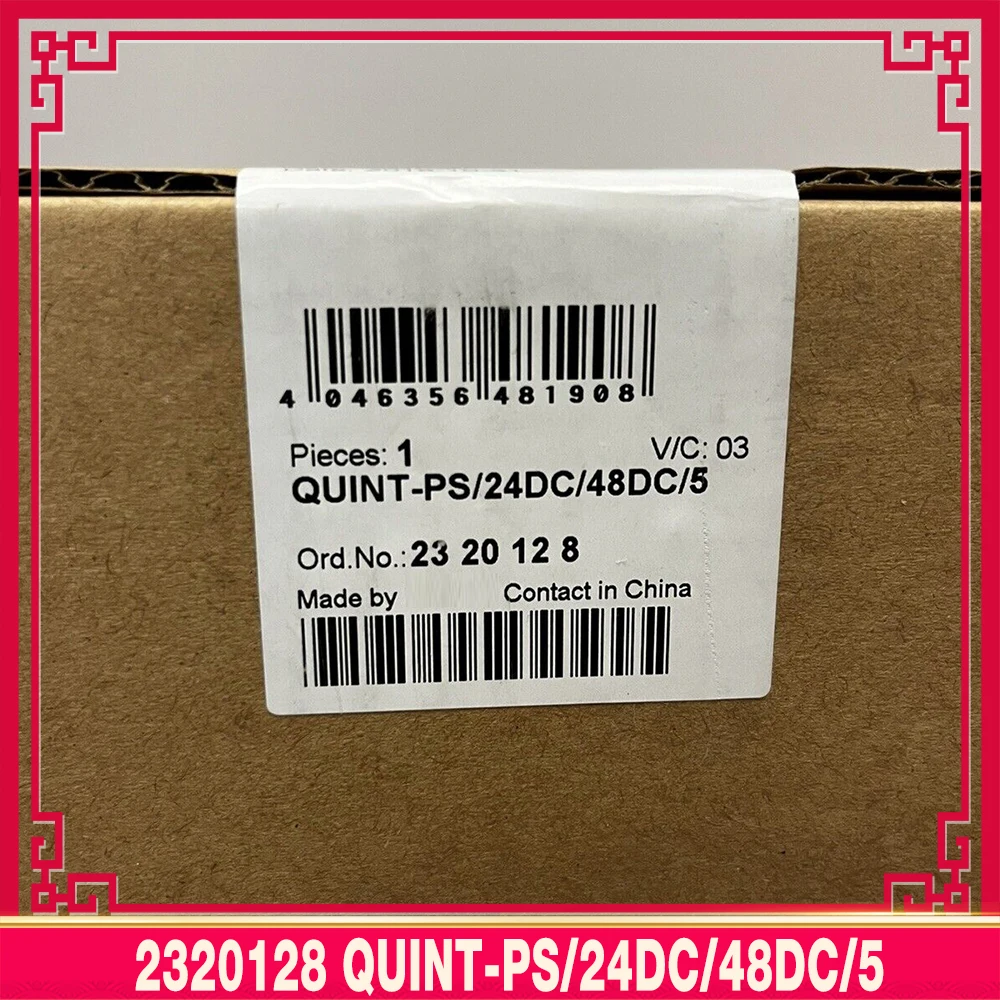 4 046356 481908
Pieces: 1 V/C: 03
QUINT-PS/24DC/48DC/5
Ord.No.: 23 20 12 8
Made by Contact in China
2320128 QUINT-PS/24DC/48DC/5